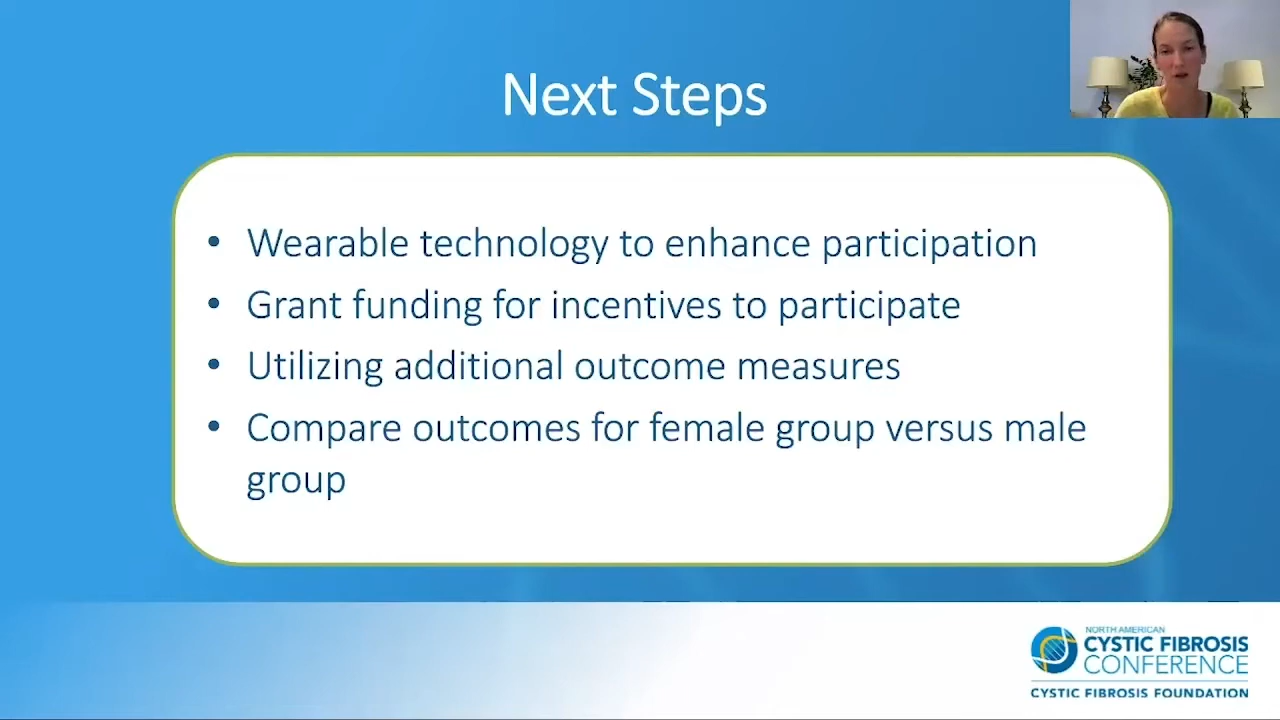 Next Steps
• Wearable technology to enhance participation
• Grant funding for incentives to participate
• Utilizing additional outcome measures
• Compare outcomes for female group versus male
group
NORTH AMERICAN
CYSTIC FIBROSIS
CONFERENCE
CYSTIC FIBROSIS FOUNDATION